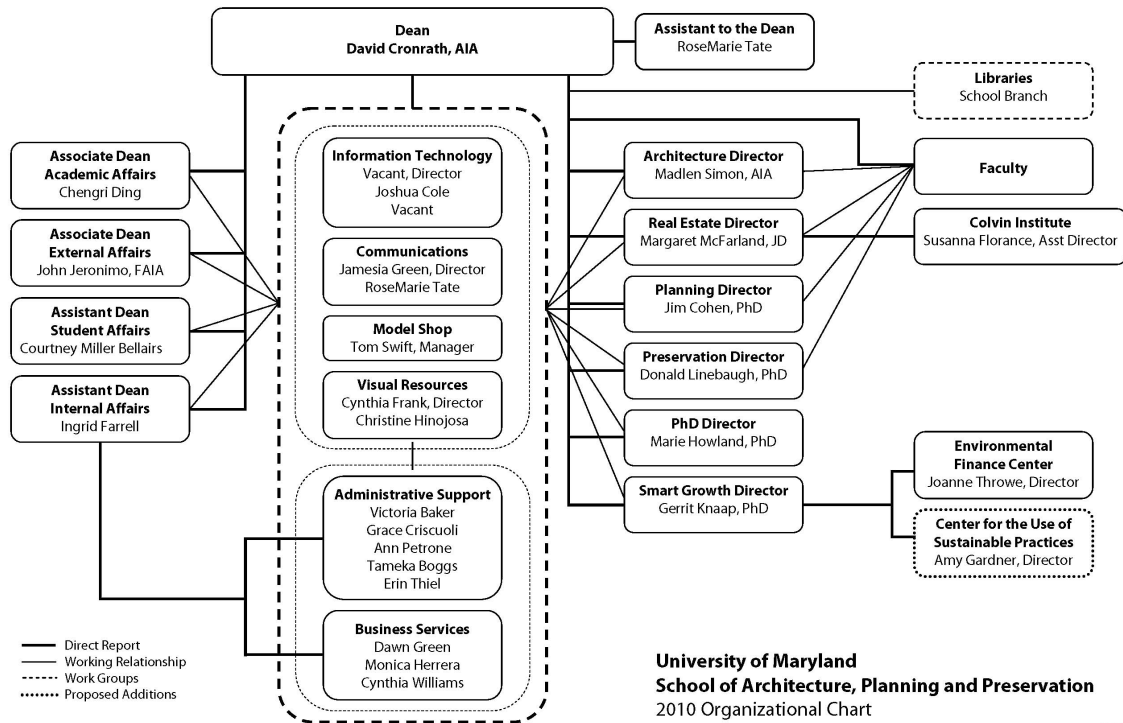 Dean
David Cronrath, AIA
Assistant to the Dean
RoseMarie Tate
Libraries
School Branch
Associate Dean
Academic Affairs
Chengri Ding
Associate Dean
External Affairs
John Jeronimo, FAIA
Assistant Dean
Student Affairs
Courtney Miller Bellairs
Assistant Dean
Internal Affairs
Ingrid Farrell
Information Technology
Vacant, Director
Joshua Cole
Vacant
Communications
Jamesia Green, Director
RoseMarie Tate
Model Shop
Tom Swift, Manager
Visual Resources
Cynthia Frank, Director
Christine Hinojosa
Administrative Support
Victoria Baker
Grace Criscuoli
Ann Petrone
Tameka Boggs
Erin Thiel
Business Services
Dawn Green
Monica Herrera
Cynthia Williams
Architecture Director
Madlen Simon, AIA
Real Estate Director
Margaret McFarland, JD
Planning Director
Jim Cohen, PhD
Preservation Director
Donald Linebaugh, PhD
PhD Director
Marie Howland, PhD
Smart Growth Director
Gerrit Knaap, PhD
Faculty
Colvin Institute
Susanna Florance, Asst Director
Environmental
Finance Center
Joanne Throwe, Director
Center for the Use of
Sustainable Practices
Amy Gardner, Director
Direct Report
Working Relationship
Work Groups
Proposed Additions
University of Maryland
School of Architecture, Planning and Preservation
2010 Organizational Chart